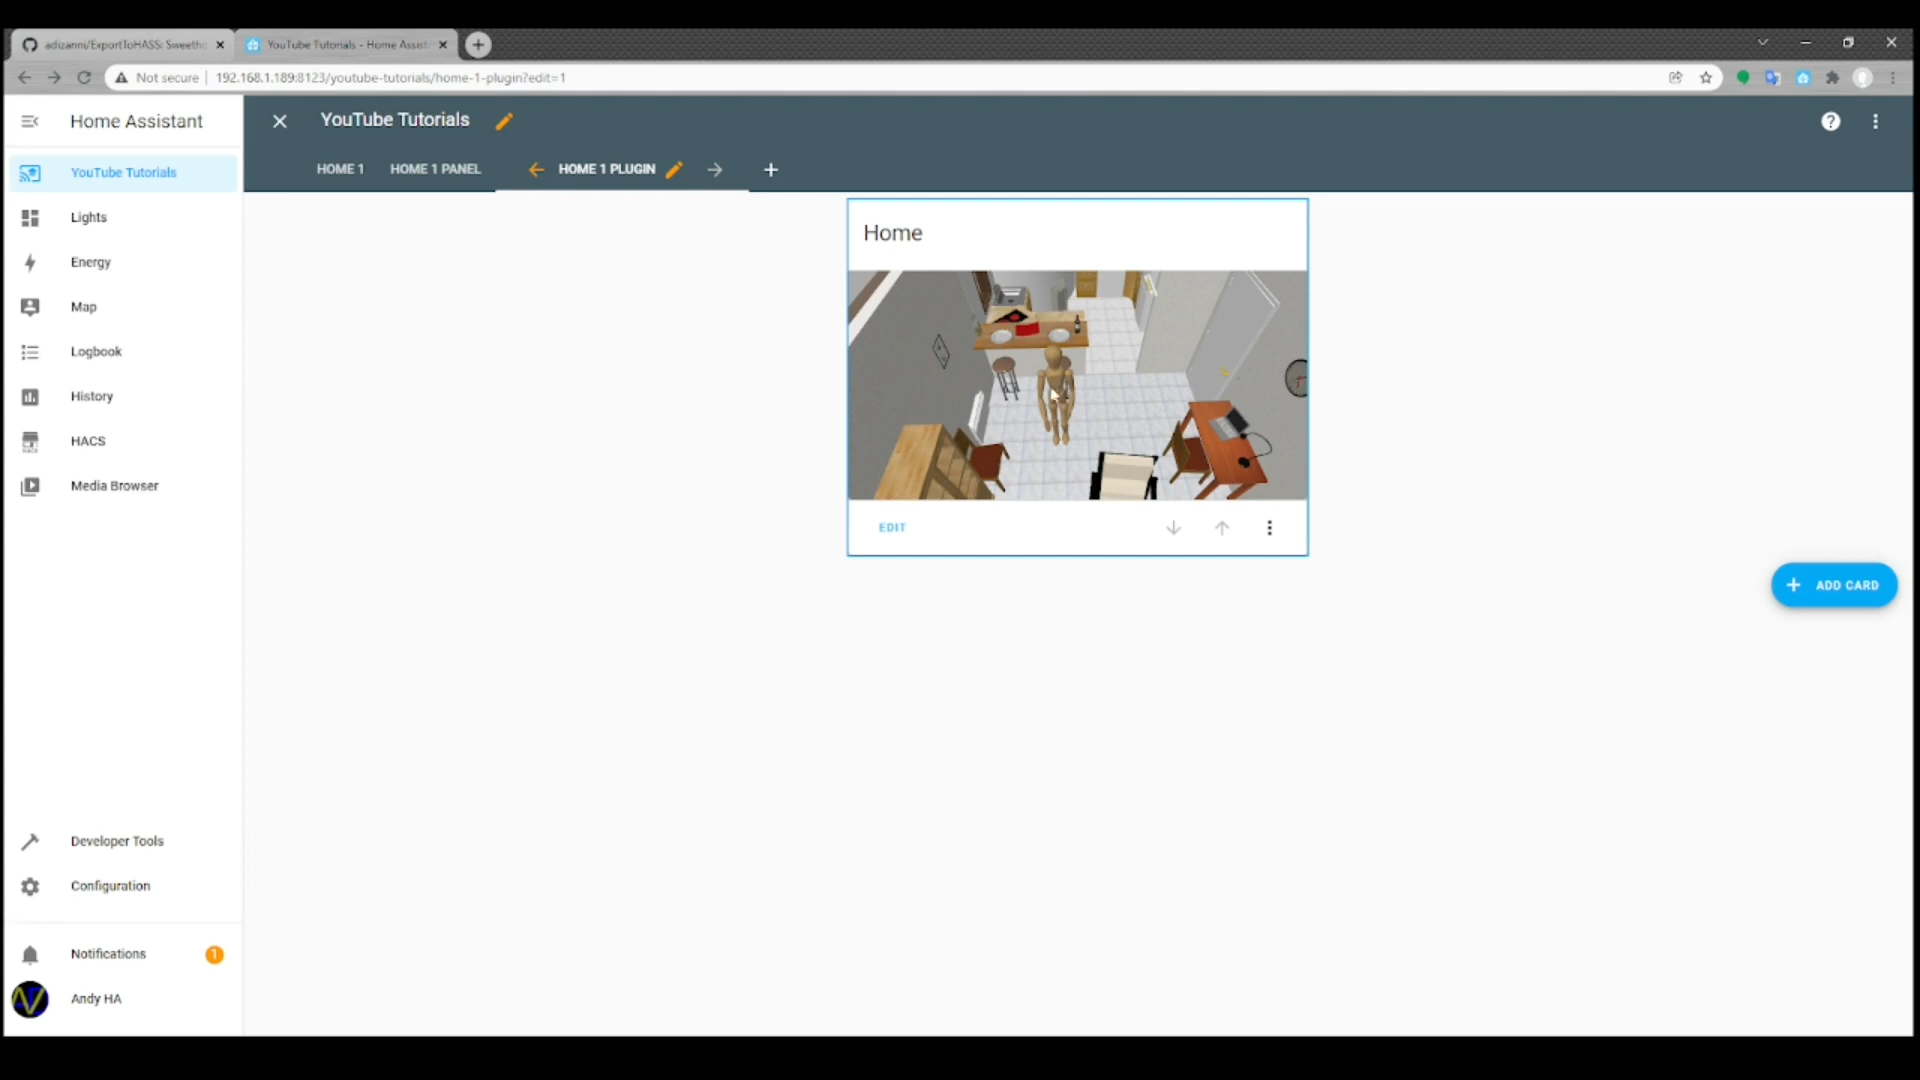 adizanni/ExportToHASS: Sweetho
YouTube Tutorials - Home Assist
Not secure
192.168.1.189:8123/youtube-tutorials/home-1-plugin?edit=1
Home Assistant
YouTube Tutorials
HOME 1
HOME 1 PANEL
HOME 1 PLUGIN
YouTube Tutorials
Lights
Energy
Map
Logbook
History
HACS
Media Browser
Developer Tools
Configuration
Notifications
1
Andy HA
Home
EDIT
ADD CARD